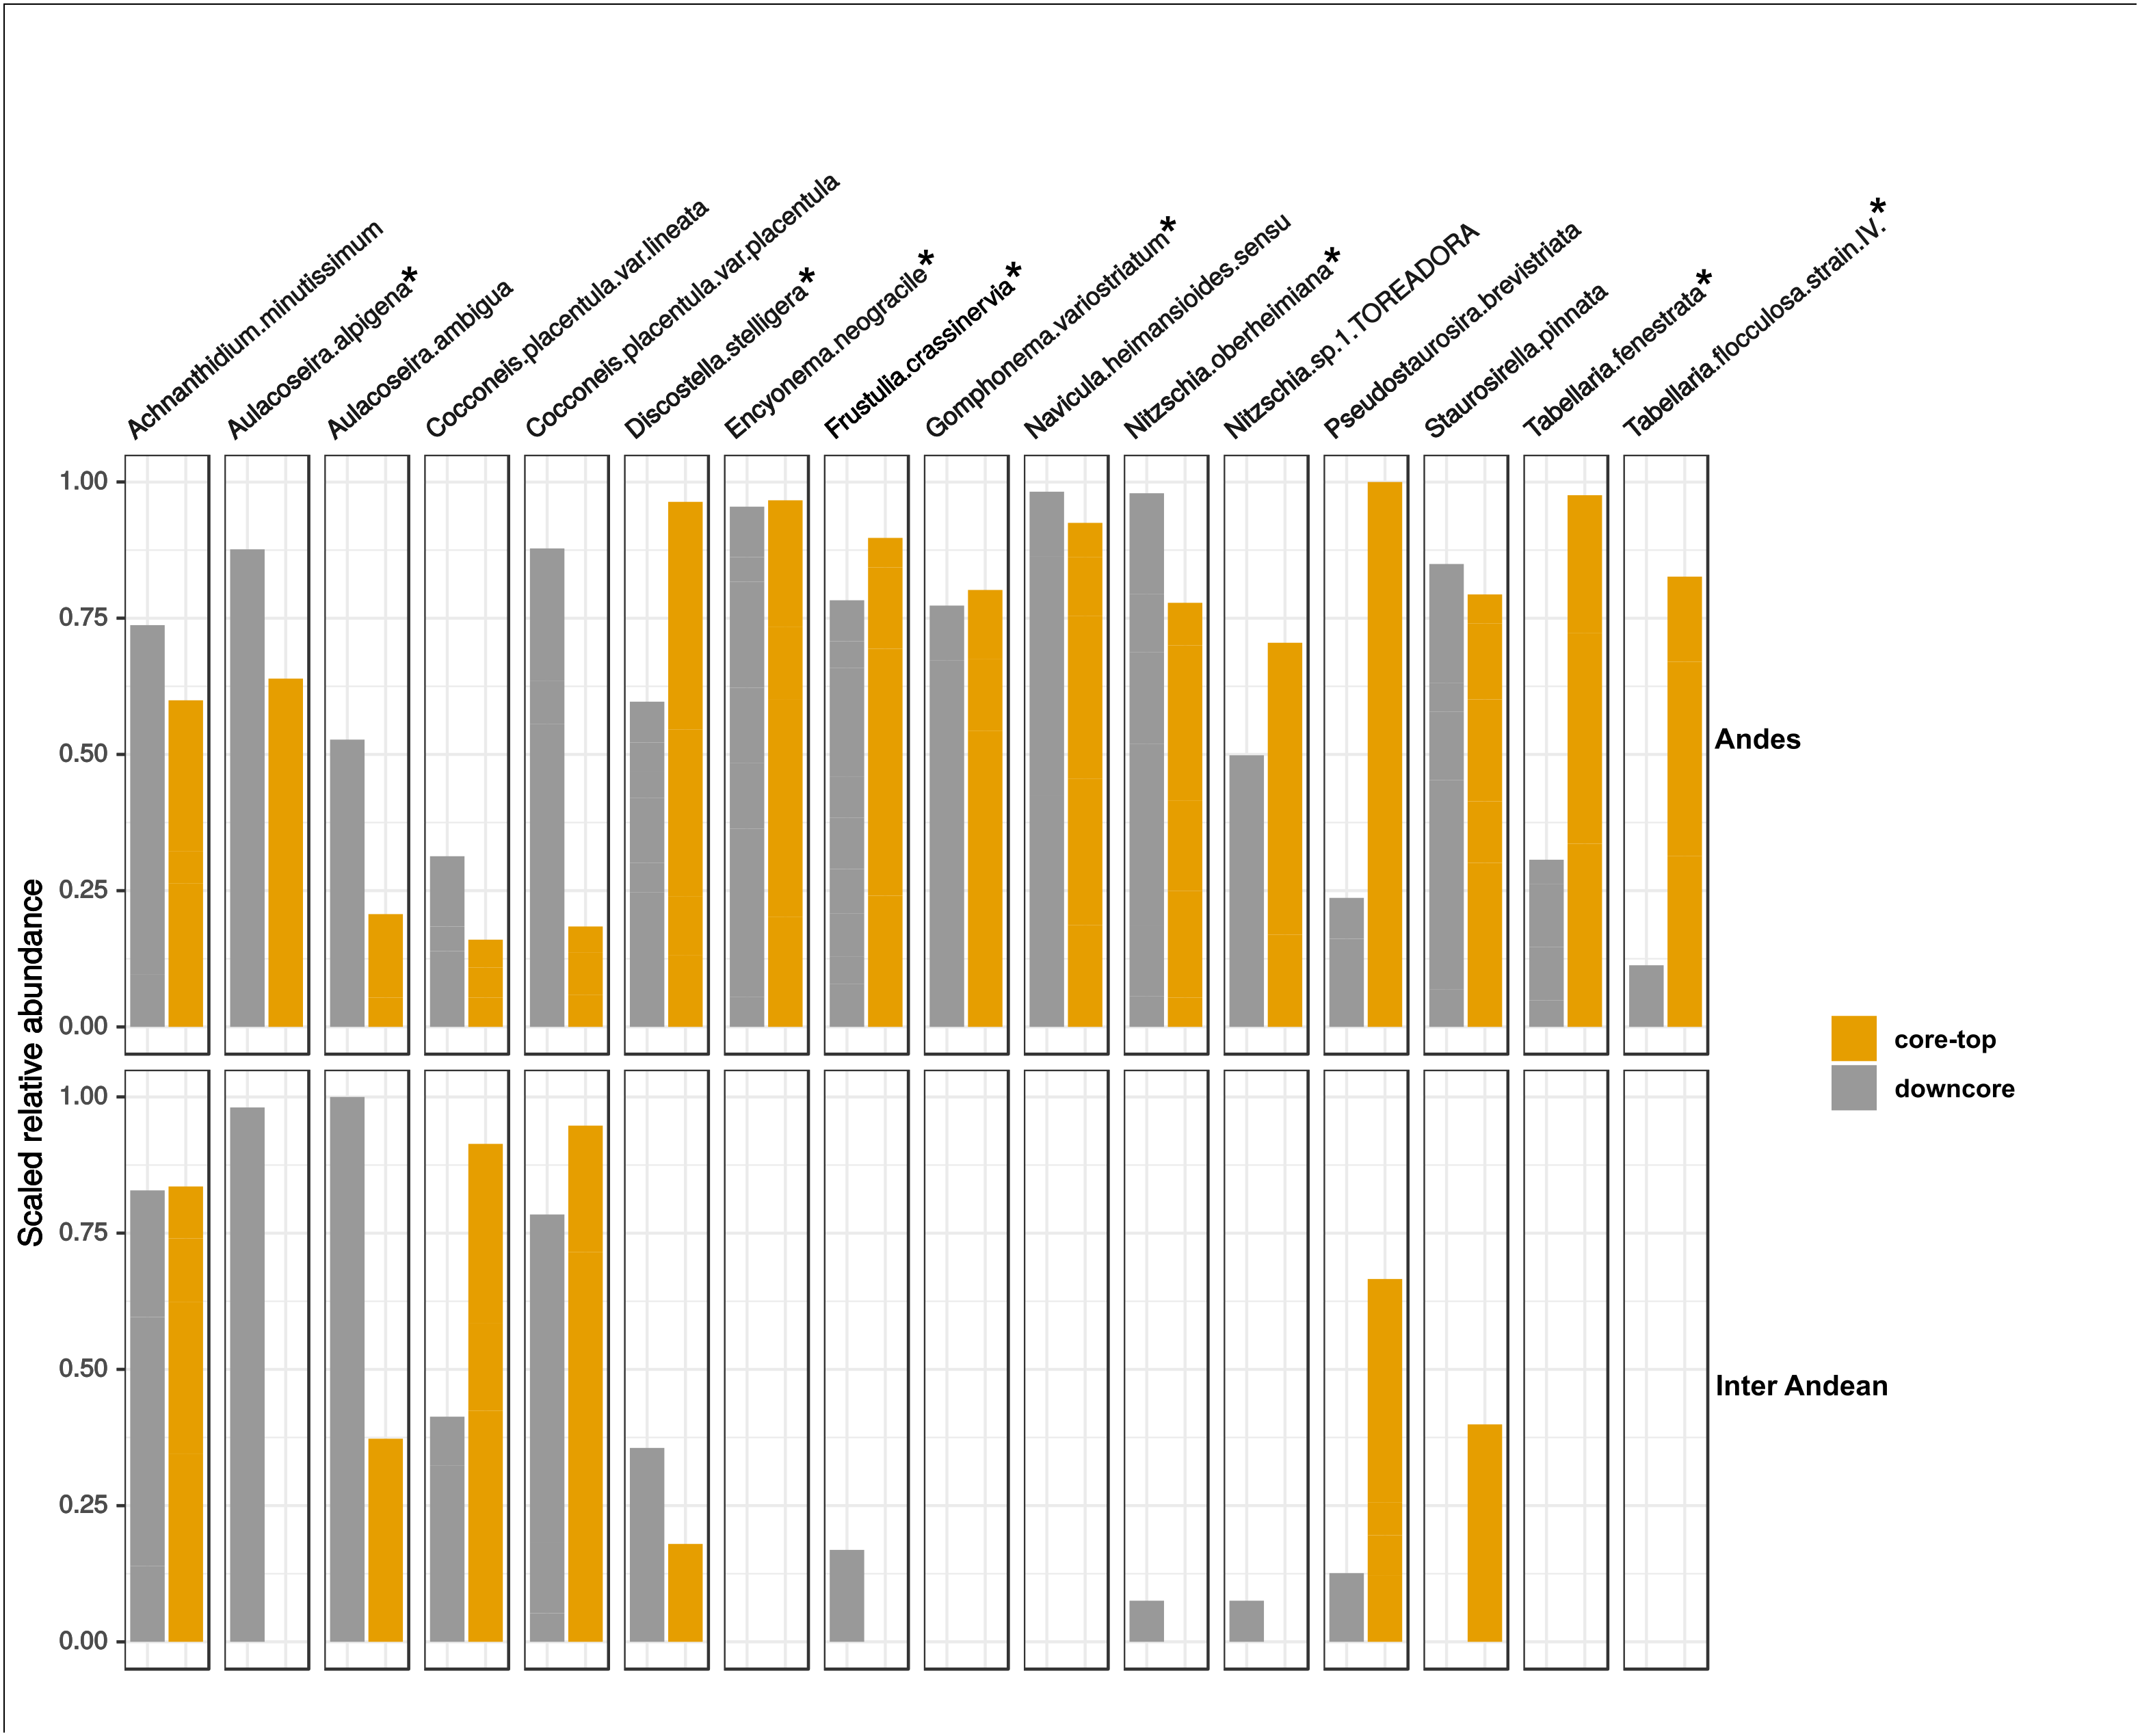 Achnanthidium.minutissimum
Aulacoseira.alpigena*
Aulacoseira.ambigua
Cocconeis.placentula.var.lineata
Cocconeis.placentula.var.placentula
Discostella.stelligera*
Encyonema.neogracile*
Frustulia.crassinervia*
Gomphonema.variostriatum*
Navicula.heimansioides.sensu
Nitzschia.oberheimiana*
Nitzschia.sp.1.TOREADORA
Pseudostaurosira.brevistriata
Staurosirella.pinnata
Tabellaria.fenestrata*
Tabellaria.flocculosa.strain.IV.*
Scaled relative abundance
1.00
0.75
0.50
0.25
0.00
Andes
core-top
downcore
1.00
0.75
0.50
0.25
0.00
Inter Andean